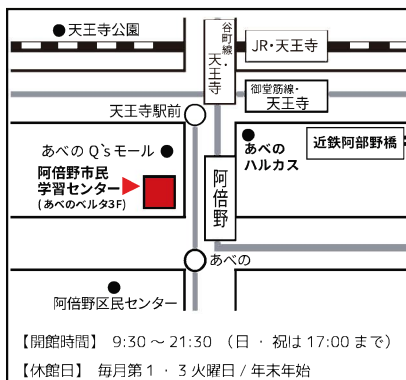 天王寺公園
谷町線・
天王寺
JR・天王寺
御堂筋線・
天王寺
天王寺駅前
あべのQ`sモール
あべの
ハルカス
近鉄阿部野橋
阿倍野市民
学習センター
(あべのベルタ3F)
阿倍野
あべの
阿倍野区民センター
【開館時間】 9:30 ～ 21:30 （日 ・ 祝は 17:00 まで）
【休館日】 毎月第 1 ・ 3 火曜日 / 年末年始